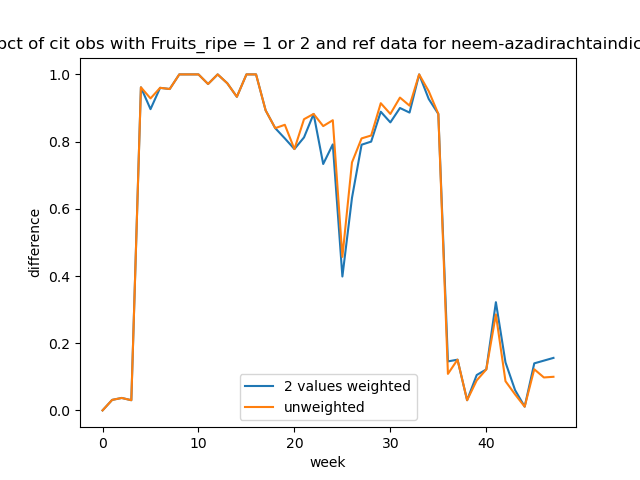 pct of cit obs with Fruits_ripe = 1 or 2 and ref data for neem-azadirachtaindic
1.0
0.8
0.6
0.4
0.2
0.0
difference
0
10
20
30
40
week
2 values weighted
unweighted